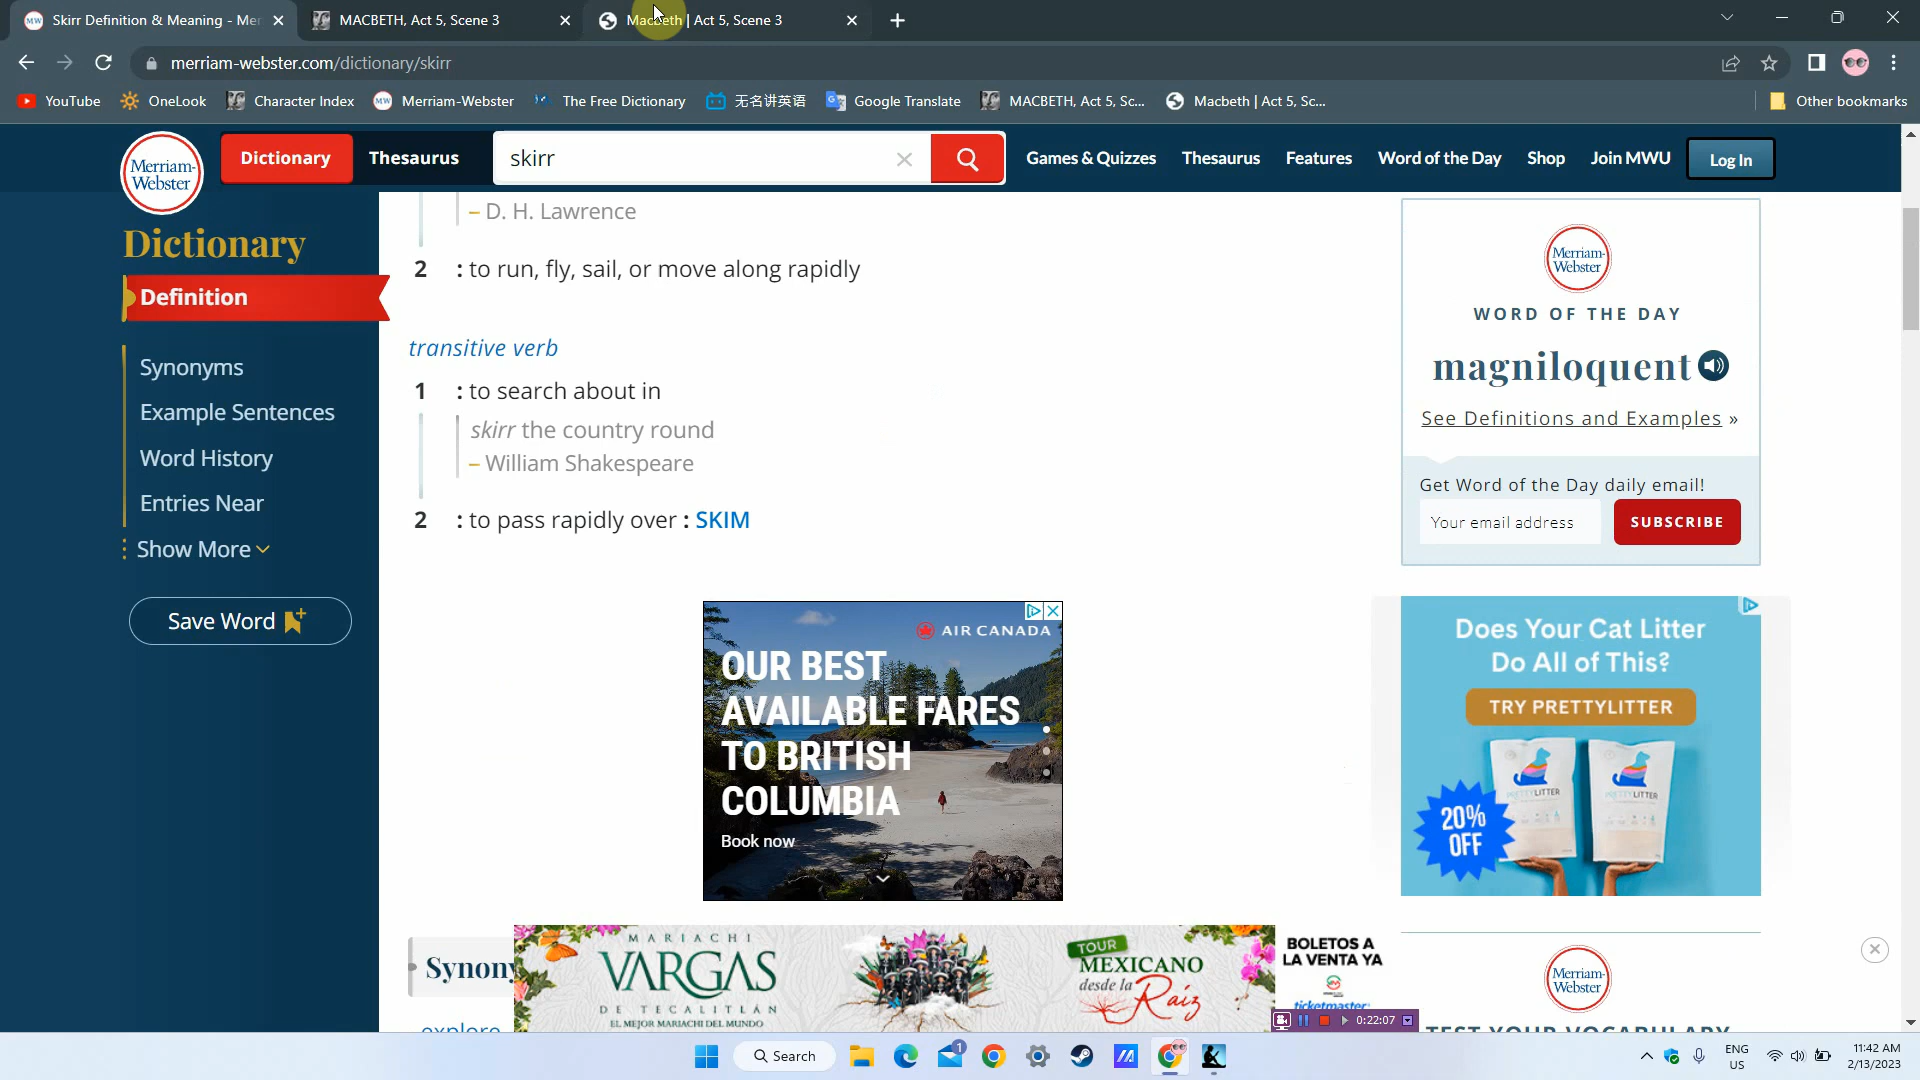 Skirr Definition & Meaning - Mer
MACBETH, Act 5, Scene 3
Macbeth | Act 5, Scene 3
merriam-webster.com/dictionary/skirr
YouTube
OneLook
Character Index
Merriam-Webster
The Free Dictionary
无名讲英语
Google Translate
MACBETH, Act 5, Sc...
Macbeth | Act 5, Sc...
Other bookmarks
Merriam-Webster
Dictionary
Thesaurus
skirr
Games & Quizzes
Thesaurus
Features
Word of the Day
Shop
Join MWU
Log In
Dictionary
Definition
Synonyms
Example Sentences
Word History
Entries Near
Show More
Save Word
– D. H. Lawrence
2 : to run, fly, sail, or move along rapidly
transitive verb
1 : to search about in
skirr the country round
– William Shakespeare
2 : to pass rapidly over : SKIM
AIR CANADA
OUR BEST
AVAILABLE FARES
TO BRITISH
COLUMBIA
Book now
Merriam-
Webster
WORD OF THE DAY
magniloquent
See Definitions and Examples »
Get Word of the Day daily email!
Your email address
SUBSCRIBE
Does Your Cat Litter
Do All of This?
TRY PRETTYLITTER
20%
OFF
PRETTYLITTER
Synony
explore
MARIACHI
VARGAS
DE TECALITLÁN
EL MEJOR MARIACHI DEL MUNDO
TOUR
MEXICANO
desde la
Raíz
BOLETOS A
LA VENTA YA
ticketmaster
0:22:07
Merriam-
Webster
TEST YOUR VOCABULARY
Search
1
ENG
US
11:42 AM
2/13/2023